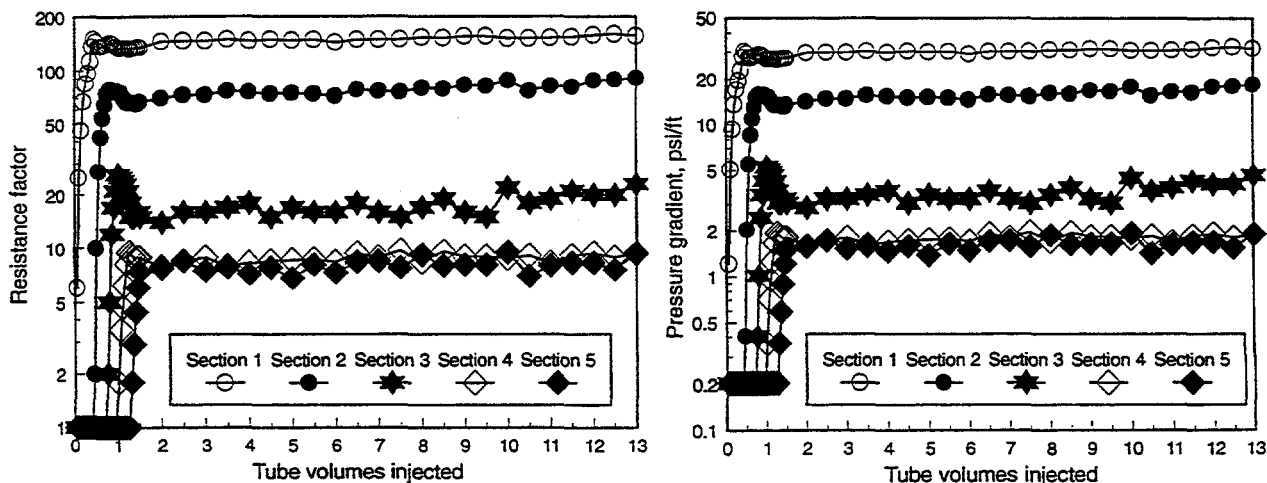 Resistance factor
200
100
50
20
10
5
2
1
Section 1 Section 2 Section 3 Section 4 Section 5
0 1 2 3 4 5 6 7 8 9 10 11 12 13
Tube volumes injected
Pressure gradient, psi/ft
50
20
10
5
2
1
0.5
0.2
0.1
Section 1 Section 2 Section 3 Section 4 Section 5
0 1 2 3 4 5 6 7 8 9 10 11 12 13
Tube volumes injected